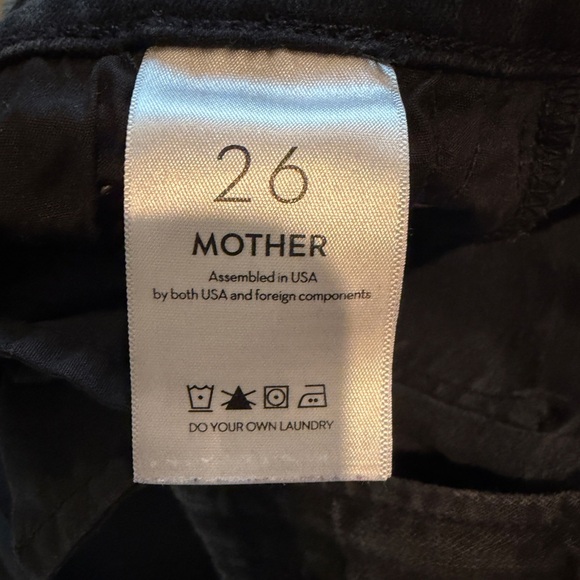 26
MOTHER
Assembled in USA
by both USA and foreign components
DO YOUR OWN LAUNDRY